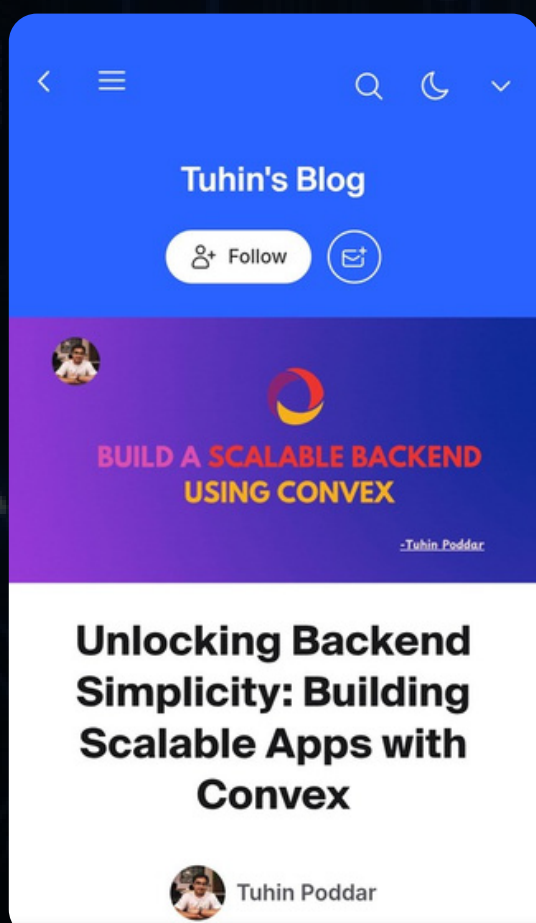 Tuhin's Blog
Follow
BUILD A SCALABLE BACKEND
USING CONVEX
-Tuhin Poddar
Unlocking Backend
Simplicity: Building
Scalable Apps with
Convex
Tuhin Poddar